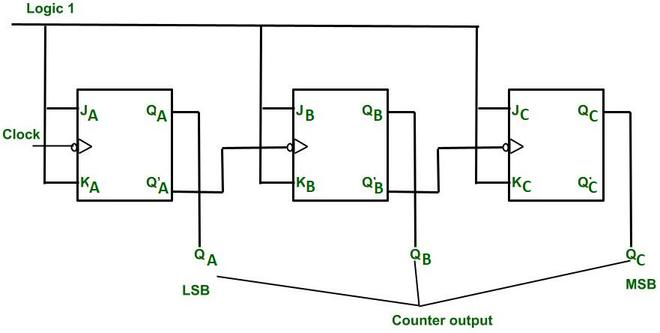 Logic 1
JA QA JB QB JC QC
Clock
KA Q'A KB Q'B KC Q'C
QA QB QC
LSB MSB
Counter output